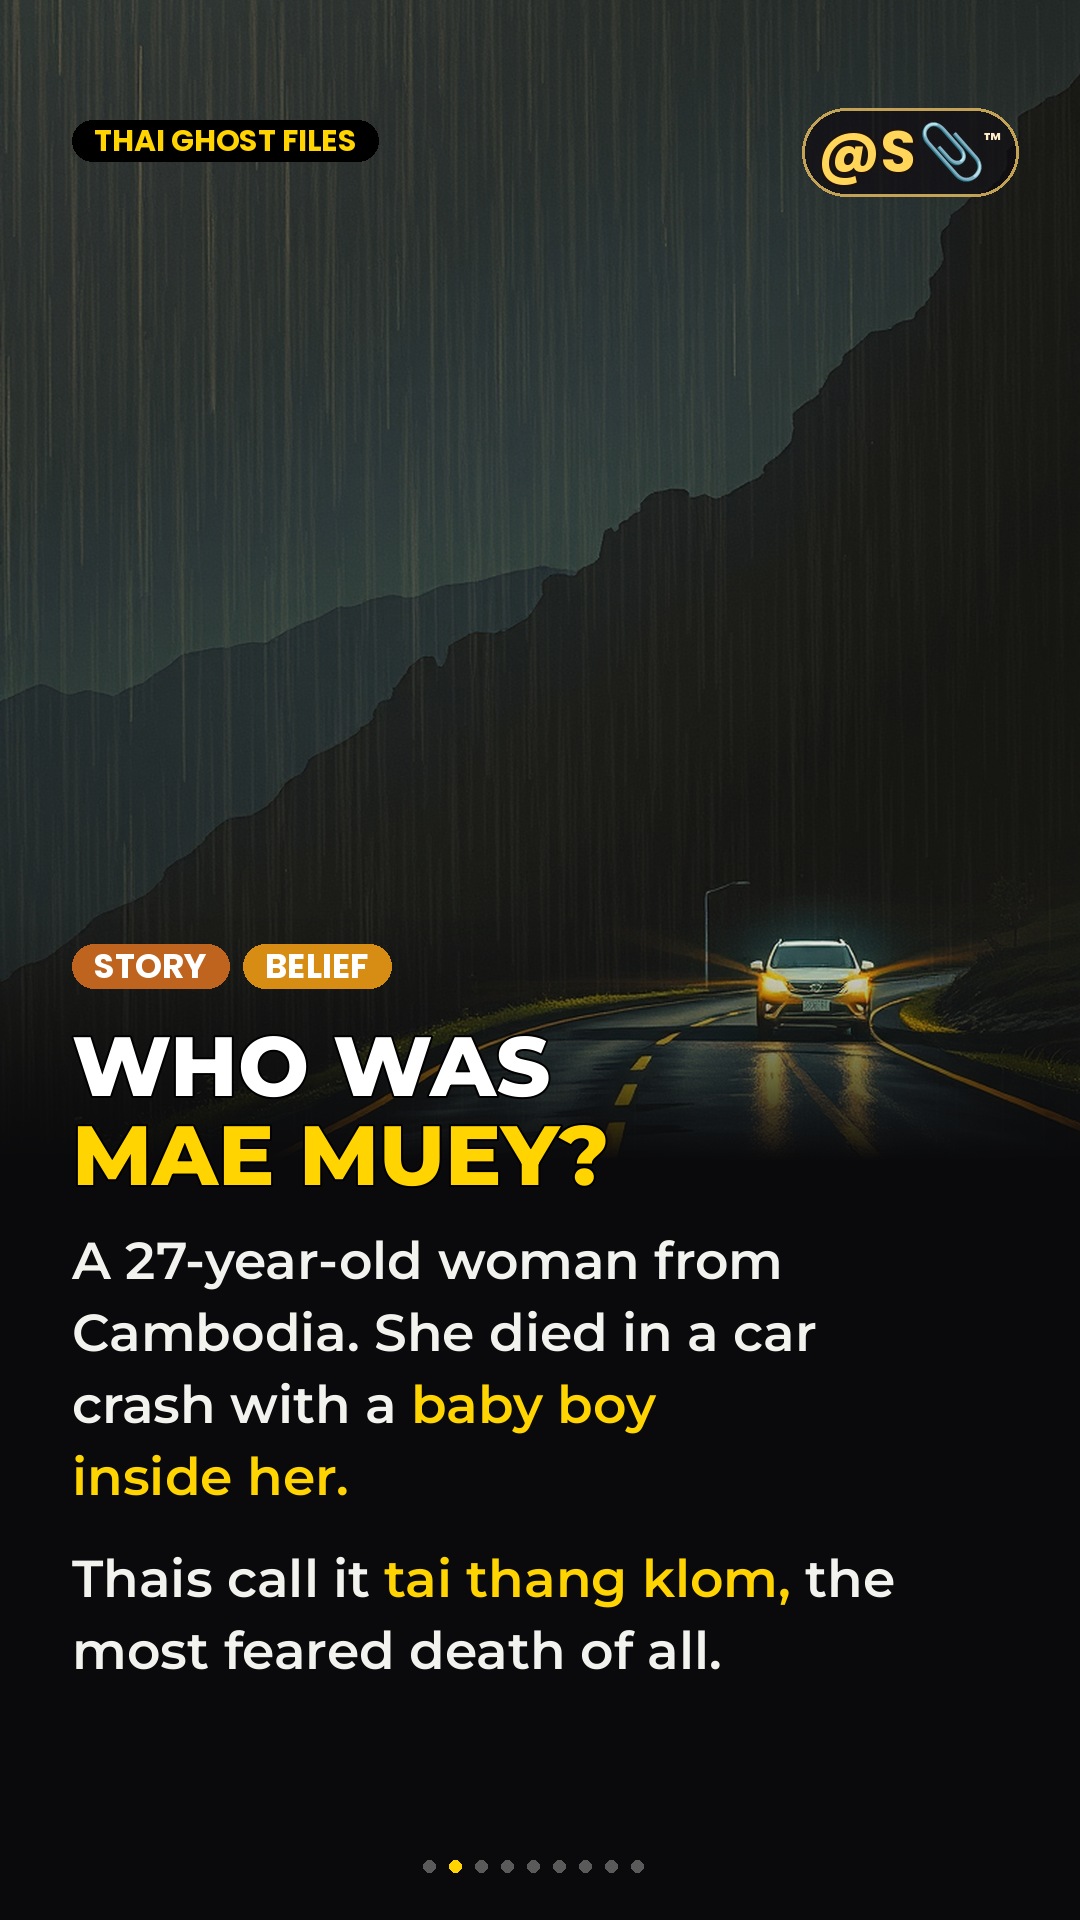 THAI GHOST FILES
@S📎™
STORY BELIEF
WHO WAS
MAE MUEY?
A 27-year-old woman from
Cambodia. She died in a car
crash with a baby boy
inside her.
Thais call it tai thang klom, the
most feared death of all.